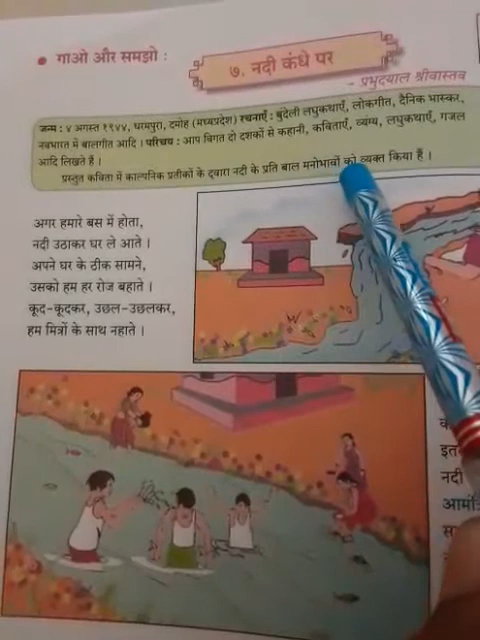 • गाओ और समझो :
७. नदी कंधे पर
- प्रभुदयाल श्रीवास्तव
जन्म : ४ अगस्त १९४४, धरमपुरा, दमोह (मध्यप्रदेश) रचनाएँ : बुंदेली लघुकथाएँ, लोकगीत, दैनिक भास्कर,
नवभारत में बालगीत आदि । परिचय : आप विगत दो दशकों से कहानी, कविताएँ, व्यंग्य, लघुकथाएँ, गजल
आदि लिखते हैं ।
प्रस्तुत कविता में काल्पनिक प्रतीकों के द्वारा नदी के प्रति बाल मनोभावों को व्यक्त किया हैं ।
अगर हमारे बस में होता,
नदी उठाकर घर ले आते ।
अपने घर के ठीक सामने,
उसको हम हर रोज बहाते ।
कूद-कूदकर, उछल-उछलकर,
हम मित्रों के साथ नहाते ।
नदी